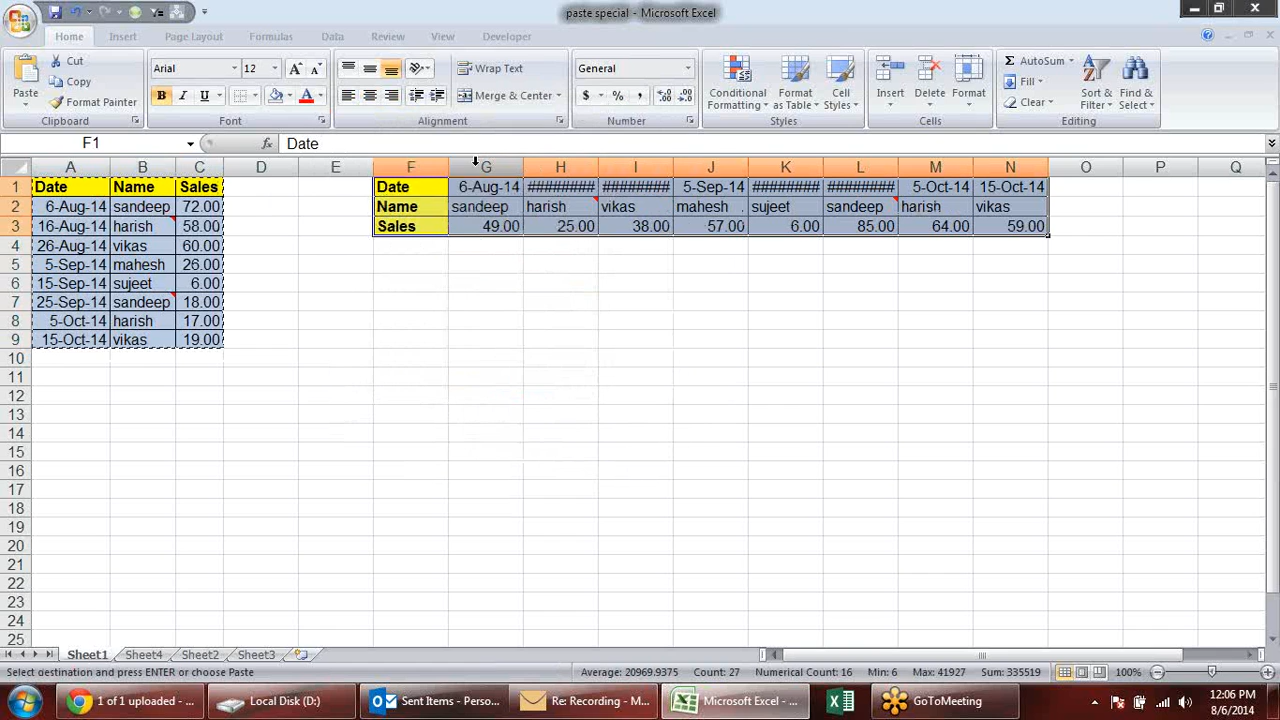 paste special - Microsoft Excel
Home Insert Page Layout Formulas Data Review View Developer
Paste Cut Arial 12 Wrap Text General Conditional Formatting Format as Table Cell Styles Insert Delete Format AutoSum Sort & Filter Find & Select
Copy Fill
Format Painter B I U A Merge & Center $ % , Clear
Clipboard Font Alignment Number Styles Cells Editing
F1 fx Date
A B C D E F G H I J K L M N O P Q
1 Date Name Sales Date 6-Aug-14 ######## ######## 5-Sep-14 ######## ######## 5-Oct-14 15-Oct-14
2 6-Aug-14 sandeep 72.00 Name sandeep harish vikas mahesh . sujeet sandeep harish vikas
3 16-Aug-14 harish 58.00 Sales 49.00 25.00 38.00 57.00 6.00 85.00 64.00 59.00
4 26-Aug-14 vikas 60.00
5 5-Sep-14 mahesh 26.00
6 15-Sep-14 sujeet 6.00
7 25-Sep-14 sandeep 18.00
8 5-Oct-14 harish 17.00
9 15-Oct-14 vikas 19.00
10
11
12
13
14
15
16
17
18
19
20
21
22
23
24
25
Sheet1 Sheet4 Sheet2 Sheet3
Select destination and press ENTER or choose Paste Average: 20969.9375 Count: 27 Numerical Count: 16 Min: 6 Max: 41927 Sum: 335519 100%
1 of 1 uploaded - ... Local Disk (D:) Sent Items - Perso... Re: Recording - M... Microsoft Excel - ... GoToMeeting 12:06 PM
8/6/2014